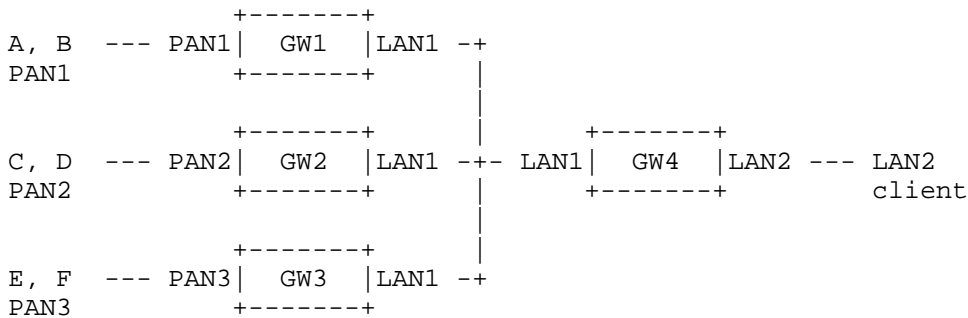 +-------+
A, B --- PAN1| GW1 |LAN1 -+
PAN1 +-------+ |
|
+-------+ | +-------+
C, D --- PAN2| GW2 |LAN1 -+- LAN1| GW4 |LAN2 --- LAN2
PAN2 +-------+ | +-------+ client
|
+-------+ |
E, F --- PAN3| GW3 |LAN1 -+
PAN3 +-------+